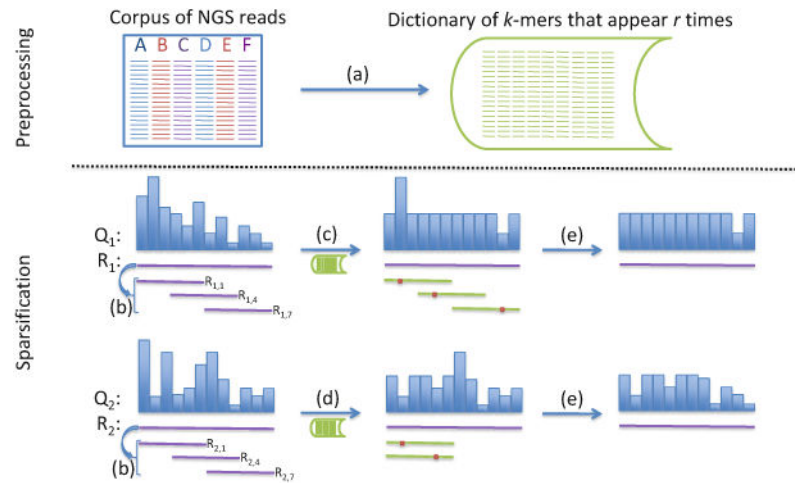 Corpus of NGS reads
Dictionary of k-mers that appear r times
Preprocessing
A B C D E F
(a)
Sparsification
Q1:
(c)
(e)
R1:
(b)
R1,1
R1,4
R1,7
Q2:
(d)
(e)
R2:
(b)
R2,1
R2,4
R2,7